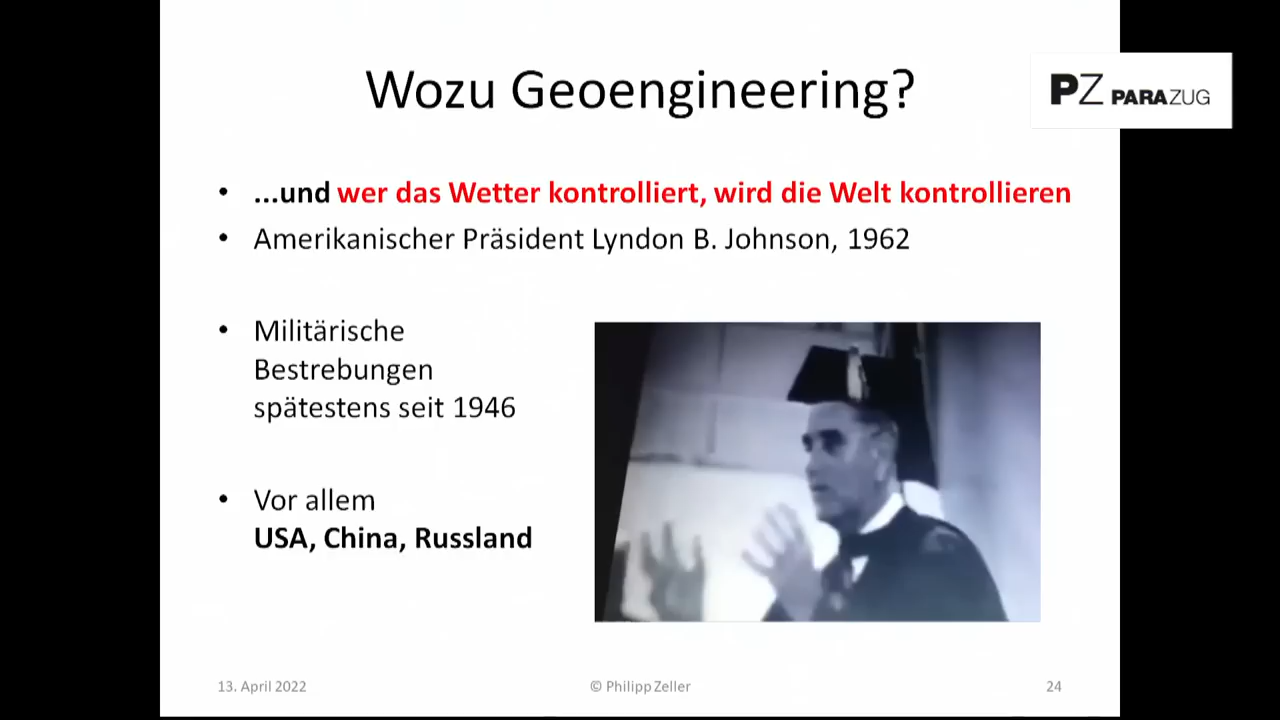 Wozu Geoengineering?
PZ PARAZUG
• ...und wer das Wetter kontrolliert, wird die Welt kontrollieren
• Amerikanischer Präsident Lyndon B. Johnson, 1962
• Militärische
Bestrebungen
spätestens seit 1946
• Vor allem
USA, China, Russland
13. April 2022
© Philipp Zeller
24